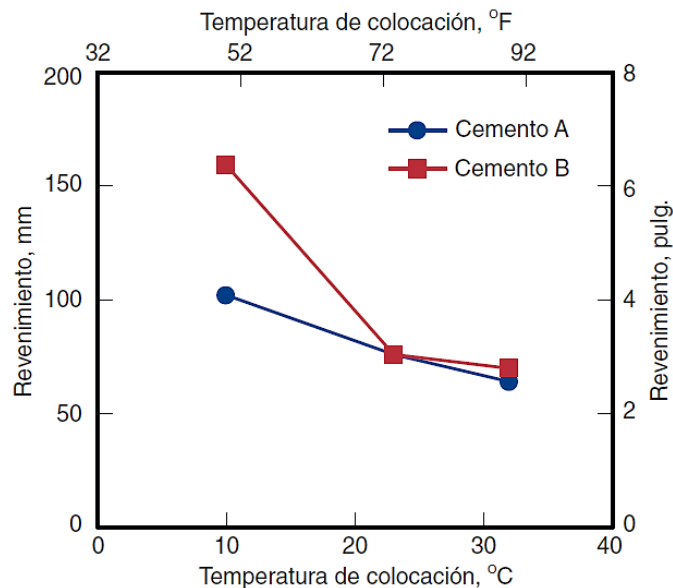 Temperatura de colocación, °F
32 52 72 92
200 8
Cemento A
Cemento B
150 6
100 4
50 2
0 0
Revenimiento, mm
Revenimiento, pulg.
0 10 20 30 40
Temperatura de colocación, °C